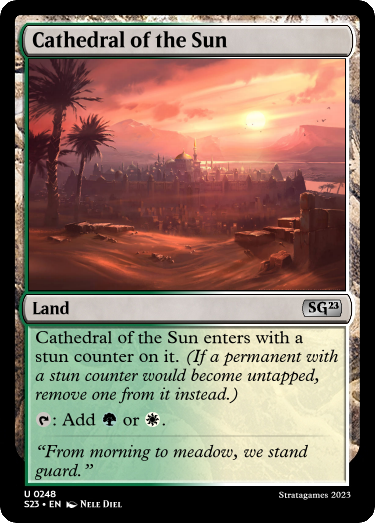 Cathedral of the Sun
Land
SG23
Cathedral of the Sun enters with a
stun counter on it. (If a permanent with
a stun counter would become untapped,
remove one from it instead.)
: Add or .
“From morning to meadow, we stand
guard.”
U 0248
Stratagames 2023
S23 • EN Nele Diel